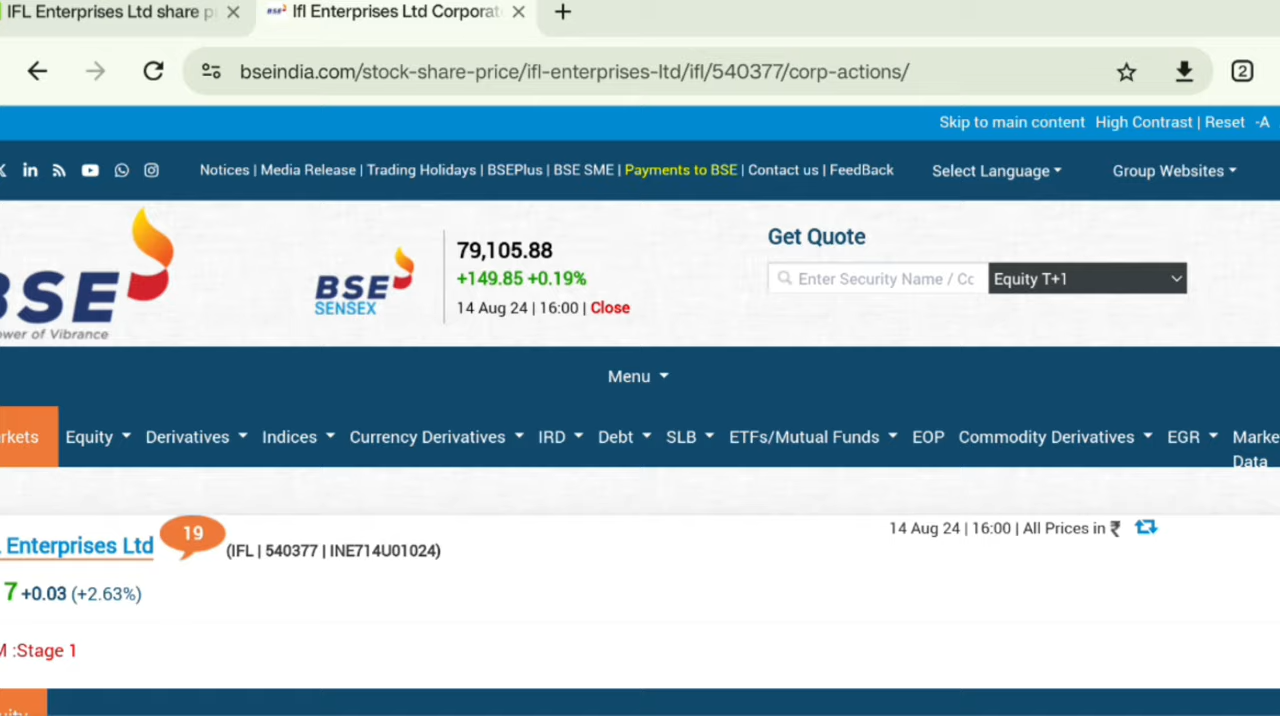 IFL Enterprises Ltd share p
Ifl Enterprises Ltd Corporat
bseindia.com/stock-share-price/ifl-enterprises-ltd/ifl/540377/corp-actions/
2
Skip to main content High Contrast | Reset -A
Notices | Media Release | Trading Holidays | BSEPlus | BSE SME | Payments to BSE | Contact us | FeedBack
Select Language
Group Websites
BSE
ower of Vibrance
BSE
SENSEX
79,105.88
+149.85 +0.19%
14 Aug 24 | 16:00 | Close
Get Quote
Enter Security Name / Cc
Equity T+1
Menu
rkets Equity Derivatives Indices Currency Derivatives IRD Debt SLB ETFs/Mutual Funds EOP Commodity Derivatives EGR Marke
Data
Enterprises Ltd
19
(IFL | 540377 | INE714U01024)
14 Aug 24 | 16:00 | All Prices in ₹
7 +0.03 (+2.63%)
M :Stage 1